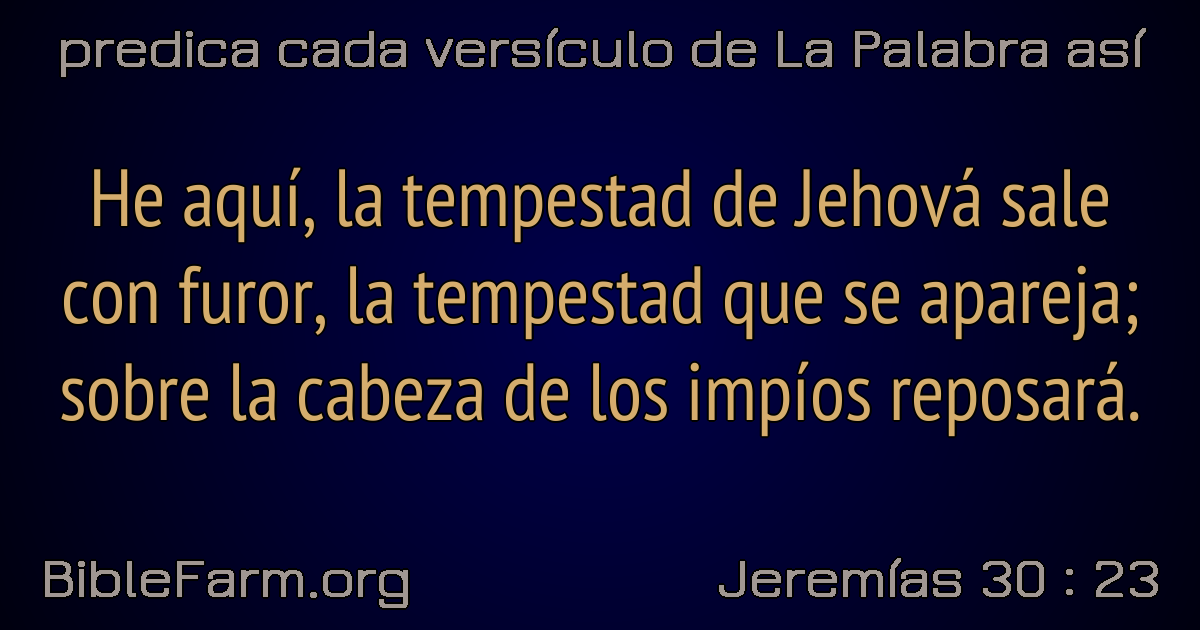 predica cada versículo de La Palabra así
He aquí, la tempestad de Jehová sale
con furor, la tempestad que se apareja;
sobre la cabeza de los impíos reposará.
BibleFarm.org
Jeremías 30 : 23